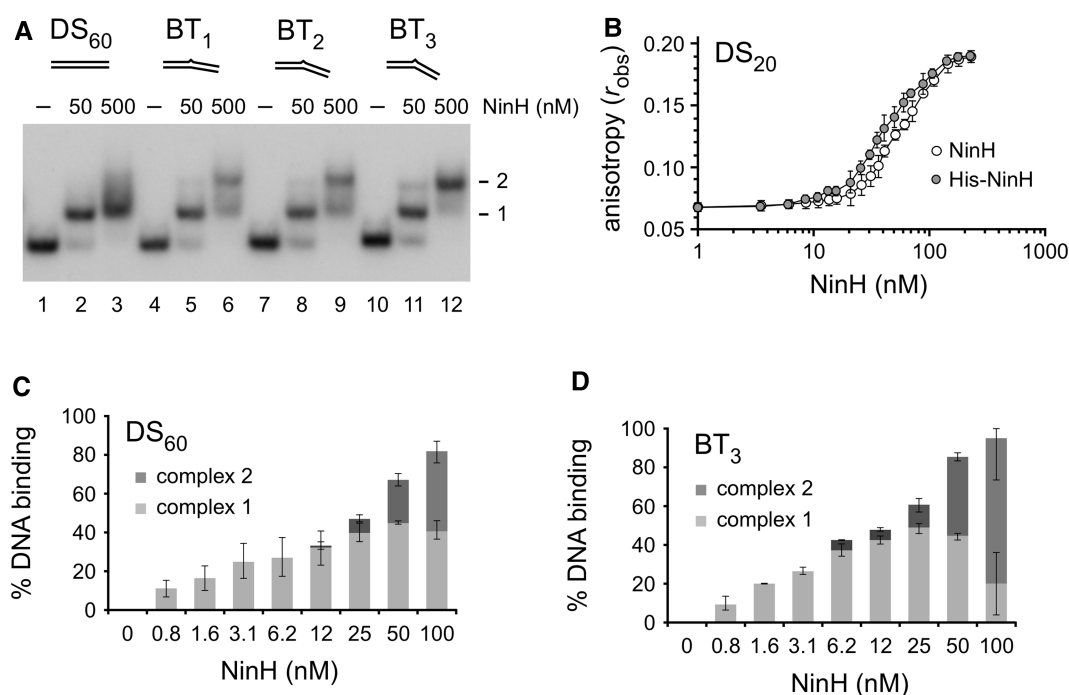 A
DS60 BT1 BT2 BT3
– 50 500 – 50 500 – 50 500 – 50 500 NinH (nM)
– 2
– 1
1 2 3 4 5 6 7 8 9 10 11 12
B
DS20
anisotropy (robs)
0.20
0.15
0.10
0.05
NinH
His-NinH
1 10 100 1000
NinH (nM)
C
DS60
complex 2
complex 1
% DNA binding
100
80
60
40
20
0
0 0.8 1.6 3.1 6.2 12 25 50 100
NinH (nM)
D
BT3
complex 2
complex 1
% DNA binding
100
80
60
40
20
0
0 0.8 1.6 3.1 6.2 12 25 50 100
NinH (nM)